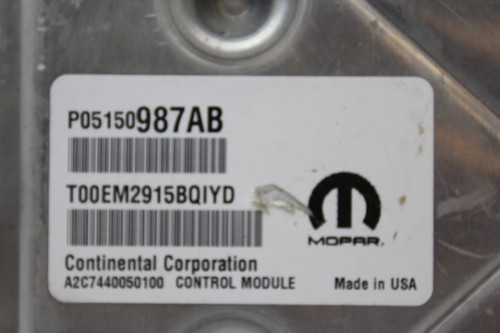 P05150987AB
T00EM2915BQIYD
MOPAR
Continental Corporation
A2C7440050100 CONTROL MODULE Made in USA